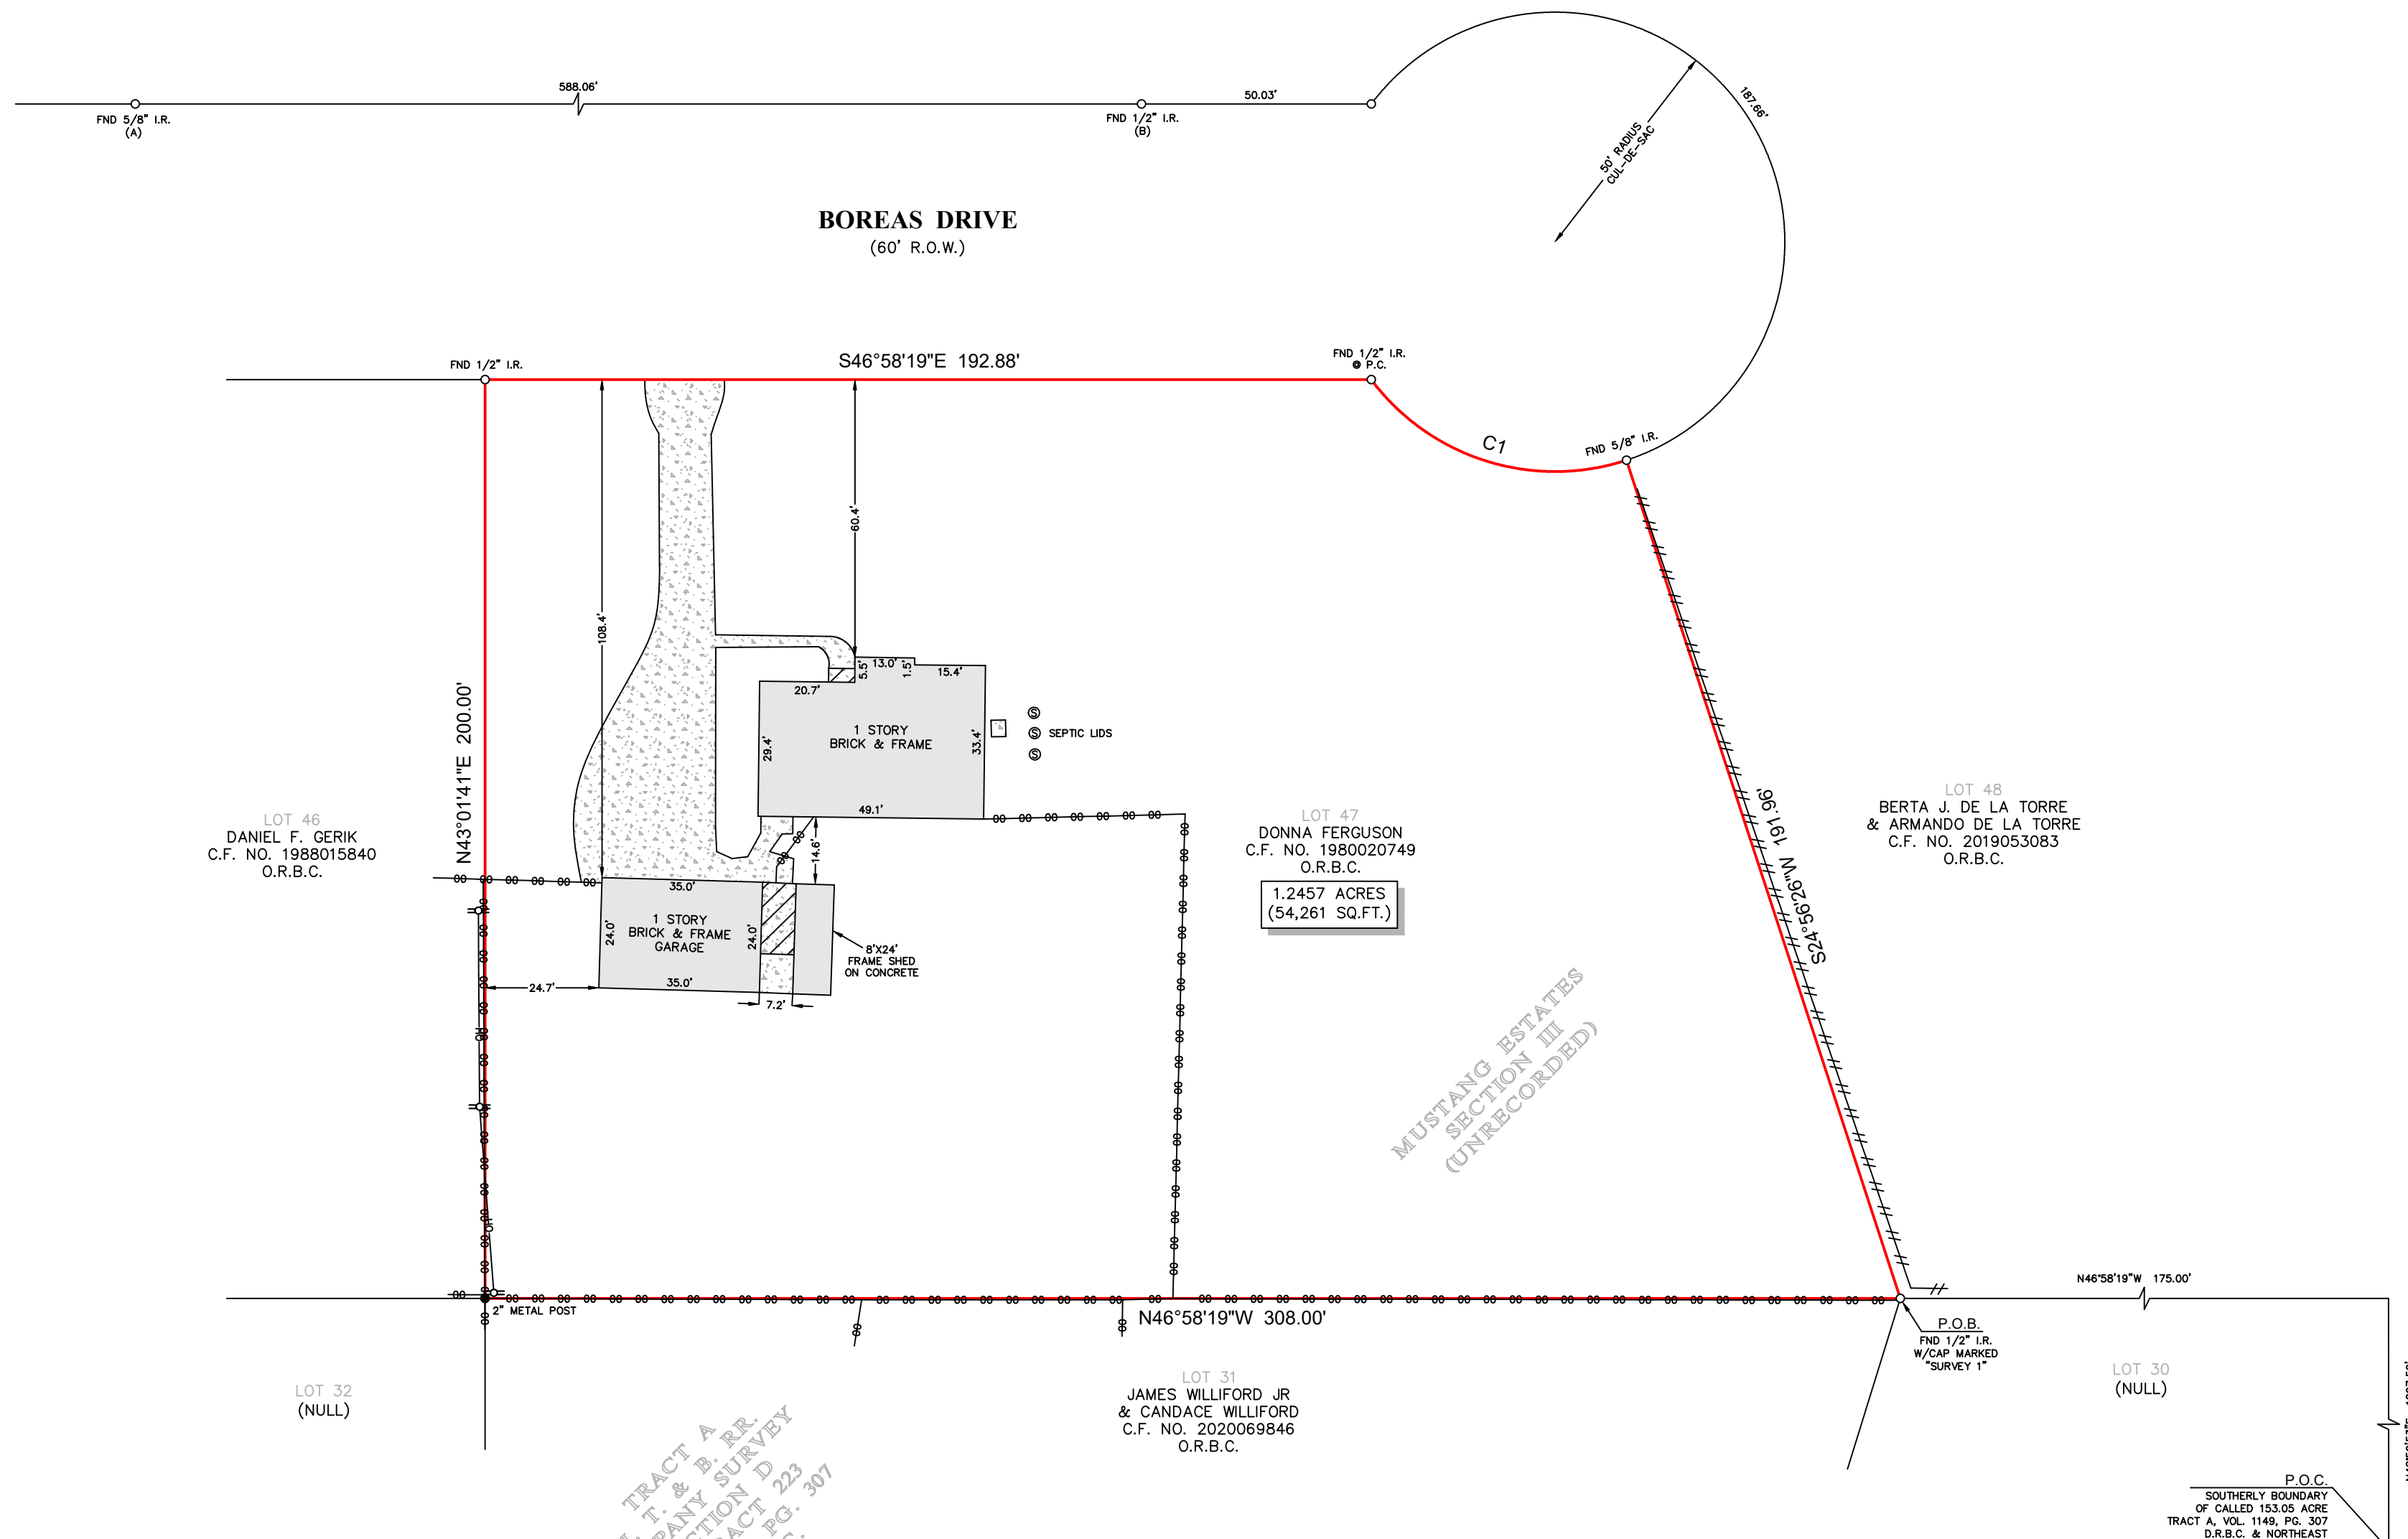 588.06'
50.03'
FND 5/8" I.R.
(A)
FND 1/2" I.R.
(B)
187.66'
50' RADIUS
CUL-DE-SAC
BOREAS DRIVE
(60' R.O.W.)
FND 1/2" I.R.
S46°58'19"E 192.88'
FND 1/2" I.R.
@ P.C.
C1
FND 5/8" I.R.
60.4'
108.4'
N43°01'41"E 200.00'
5.5'
13.0'
1.5'
15.4'
20.7'
1 STORY
BRICK & FRAME
29.4'
33.4'
49.1'
S
S SEPTIC LIDS
S
14.6'
LOT 46
DANIEL F. GERIK
C.F. NO. 1988015840
O.R.B.C.
LOT 47
DONNA FERGUSON
C.F. NO. 1980020749
O.R.B.C.
1.2457 ACRES
(54,261 SQ.FT.)
S24°56'26"W 191.96'
LOT 48
BERTA J. DE LA TORRE
& ARMANDO DE LA TORRE
C.F. NO. 2019053083
O.R.B.C.
35.0'
1 STORY
BRICK & FRAME
GARAGE
24.0'
24.0'
35.0'
24.7'
7.2'
8'X24'
FRAME SHED
ON CONCRETE
MUSTANG ESTATES
SECTION III
(UNRECORDED)
2" METAL POST
N46°58'19"W 308.00'
N46°58'19"W 175.00'
P.O.B.
FND 1/2" I.R.
W/CAP MARKED
"SURVEY 1"
LOT 32
(NULL)
LOT 31
JAMES WILLIFORD JR
& CANDACE WILLIFORD
C.F. NO. 2020069846
O.R.B.C.
LOT 30
(NULL)
TRACT A
T. & B. RR.
SURVEY
D
223
PG. 307
P.O.C.
SOUTHERLY BOUNDARY
OF CALLED 153.05 ACRE
TRACT A, VOL. 1149, PG. 307
D.R.B.C. & NORTHEAST